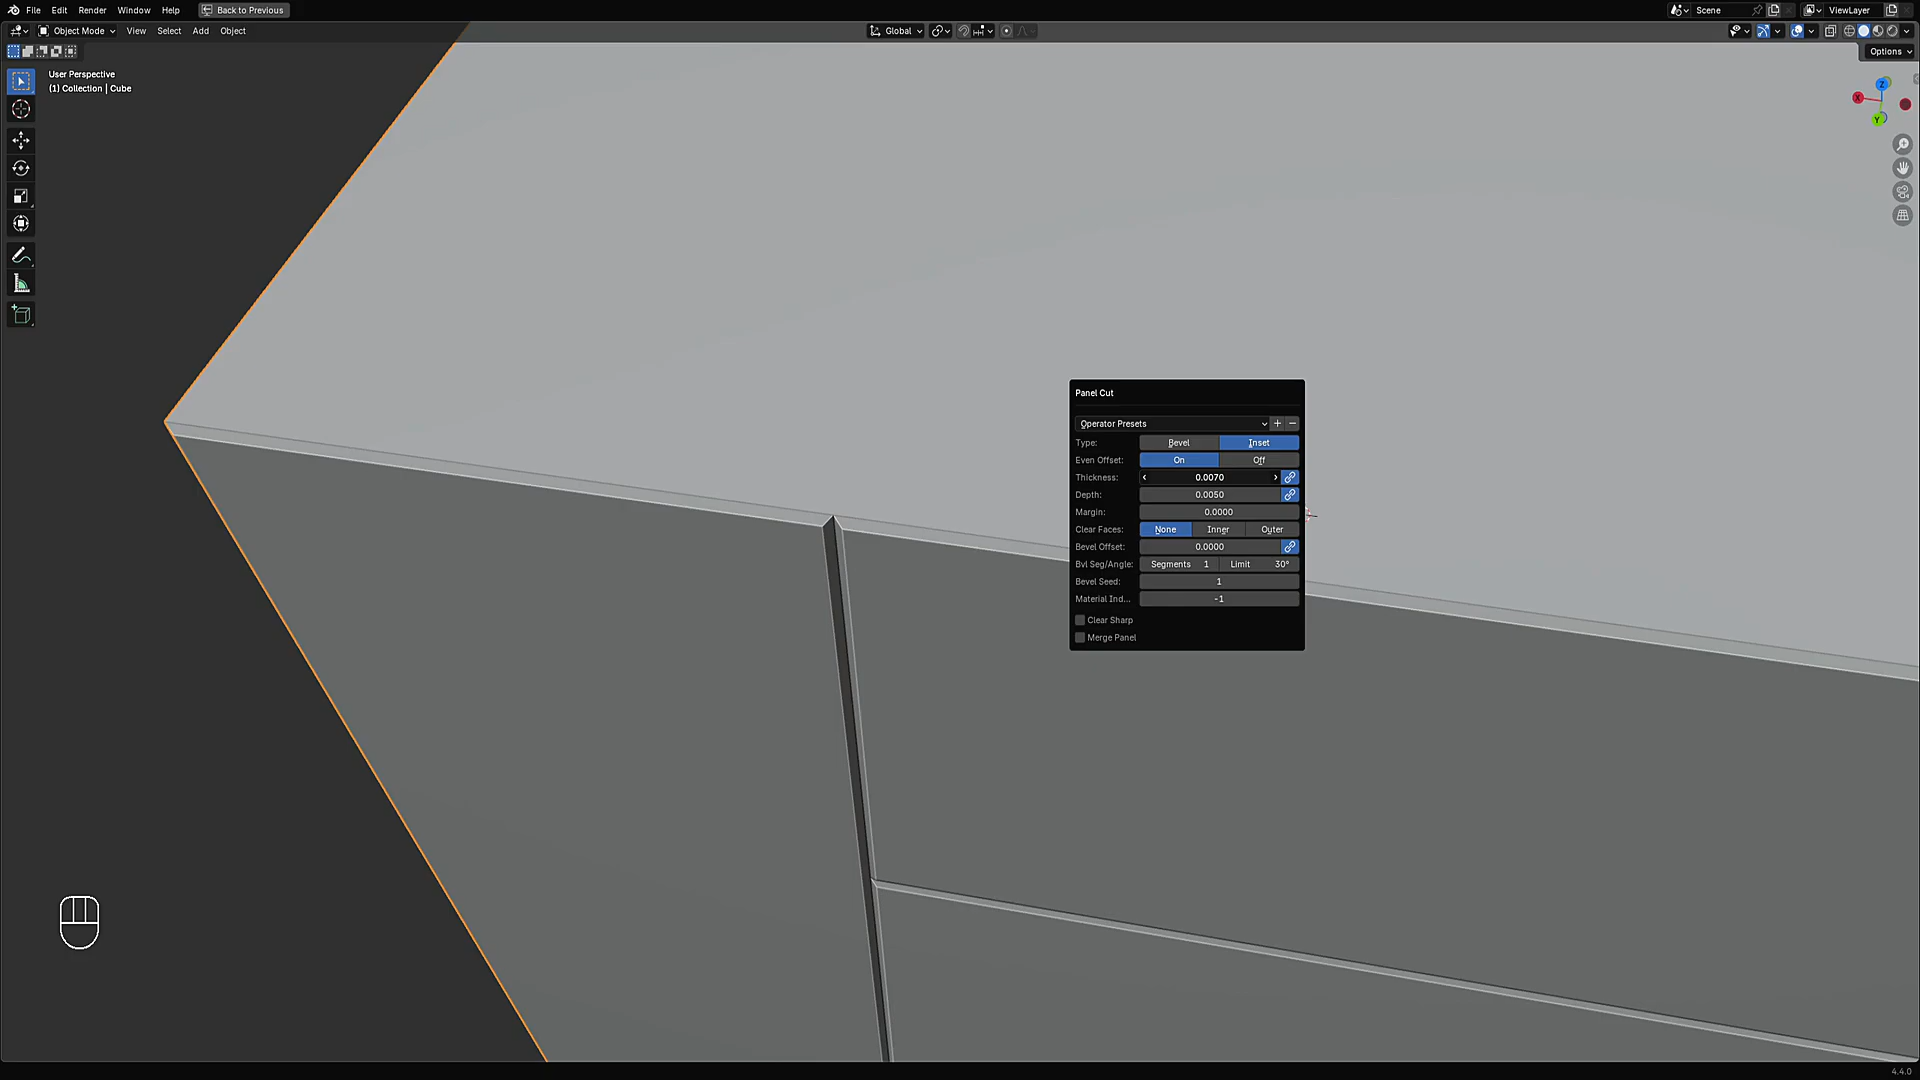 File Edit Render Window Help Back to Previous Scene ViewLayer
Object Mode View Select Add Object Global
Options
User Perspective
(1) Collection | Cube
Z
X
Y
Panel Cut
Operator Presets + −
Type: Bevel Inset
Even Offset: On Off
Thickness: 0.0070
Depth: 0.0050
Margin: 0.0000
Clear Faces: None Inner Outer
Bevel Offset: 0.0000
Bvl Seg/Angle: Segments 1 Limit 30°
Bevel Seed: 1
Material Ind... -1
Clear Sharp
Merge Panel
4.4.0